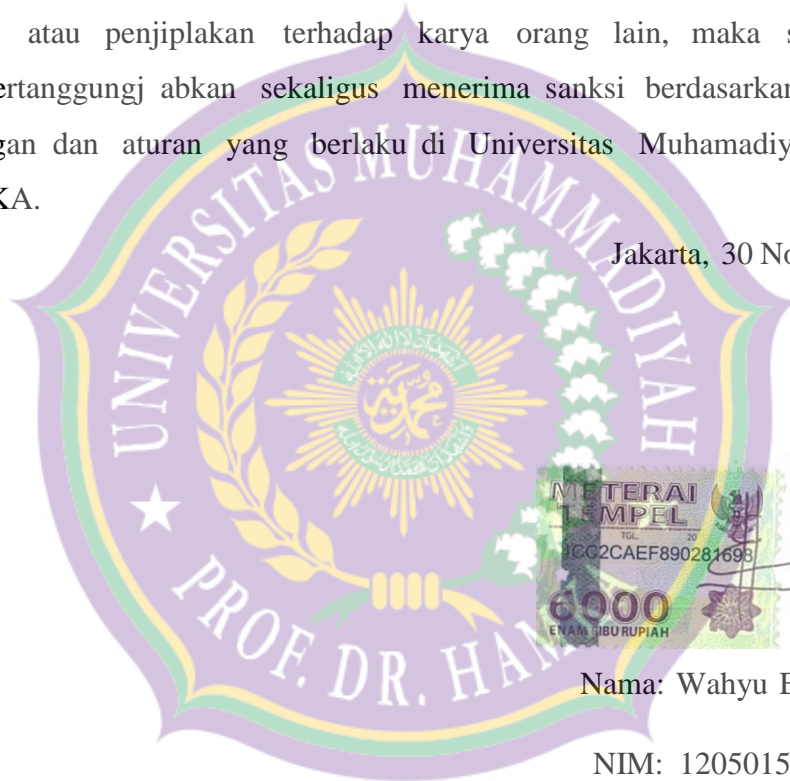 atau penjiplakan terhadap karya orang lain, maka s
ertanggungj abkan sekaligus menerima sanksi berdasarkan
gan dan aturan yang berlaku di Universitas Muhamadiy
KA.
Jakarta, 30 No
UNIVERSITAS MUHAMMADIYAH
PROF. DR. HAM
METERAI
TEMPEL
TGL. 20
CC2CAEF890281693
6000
ENAM RIBU RUPIAH
Nama: Wahyu E
NIM: 1205015